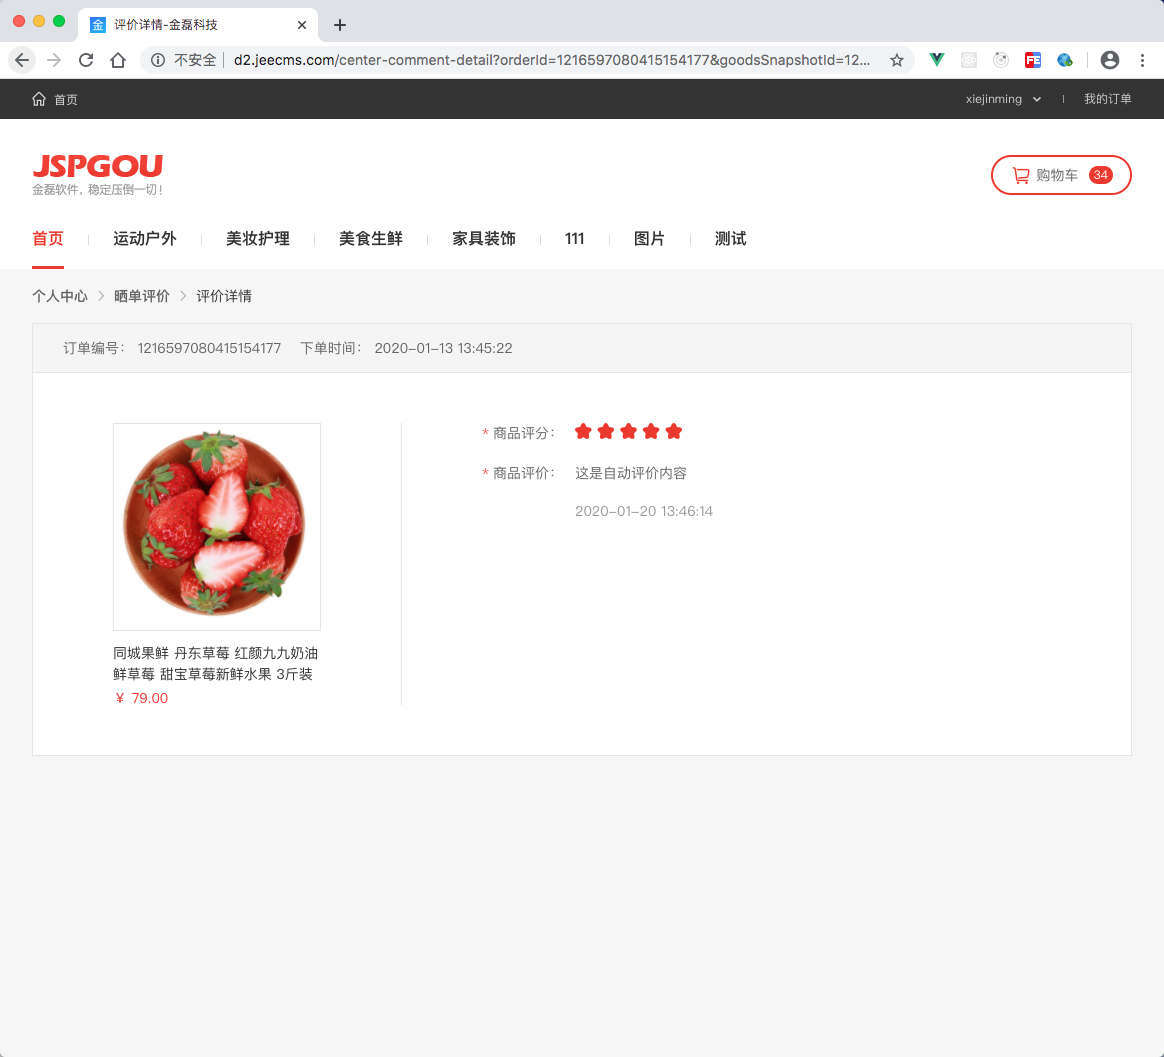 金 评价详情-金磊科技
不安全 d2.jeecms.com/center-comment-detail?orderId=1216597080415154177&goodsSnapshotId=12...
FE
首页 xiejinming 我的订单
JSPGOU
金磊软件，稳定压倒一切！
购物车 34
首页 运动户外 美妆护理 美食生鲜 家具装饰 111 图片 测试
个人中心 > 晒单评价 > 评价详情
订单编号： 1216597080415154177 下单时间： 2020-01-13 13:45:22
* 商品评分：
* 商品评价： 这是自动评价内容
2020-01-20 13:46:14
同城果鲜 丹东草莓 红颜九九奶油
鲜草莓 甜宝草莓新鲜水果 3斤装
¥ 79.00